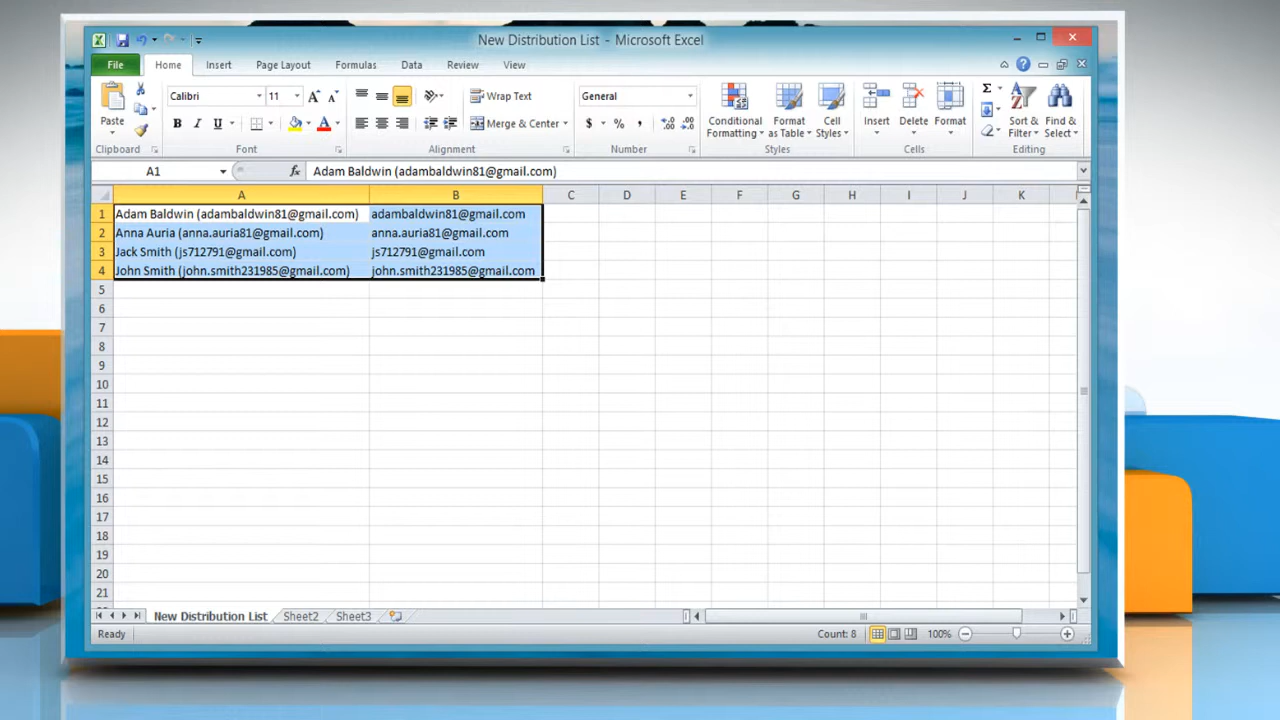 New Distribution List - Microsoft Excel
File Home Insert Page Layout Formulas Data Review View
Calibri 11 Wrap Text General
Paste B I U Merge & Center $ % , Conditional Formatting Format as Table Cell Styles Insert Delete Format Sort & Filter Find & Select
Clipboard Font Alignment Number Styles Cells Editing
A1 fx Adam Baldwin (adambaldwin81@gmail.com)
A B C D E F G H I J K
1 Adam Baldwin (adambaldwin81@gmail.com) adambaldwin81@gmail.com
2 Anna Auria (anna.auria81@gmail.com) anna.auria81@gmail.com
3 Jack Smith (js712791@gmail.com) js712791@gmail.com
4 John Smith (john.smith231985@gmail.com) john.smith231985@gmail.com
5
6
7
8
9
10
11
12
13
14
15
16
17
18
19
20
21
New Distribution List Sheet2 Sheet3
Ready Count: 8 100%